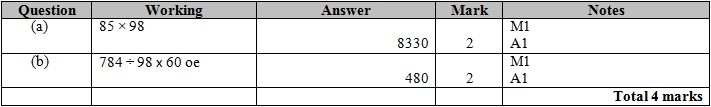 Question Working Answer Mark Notes
(a) 85 × 98 M1
8330 2 A1
(b) 784 ÷ 98 x 60 oe M1
480 2 A1
Total 4 marks